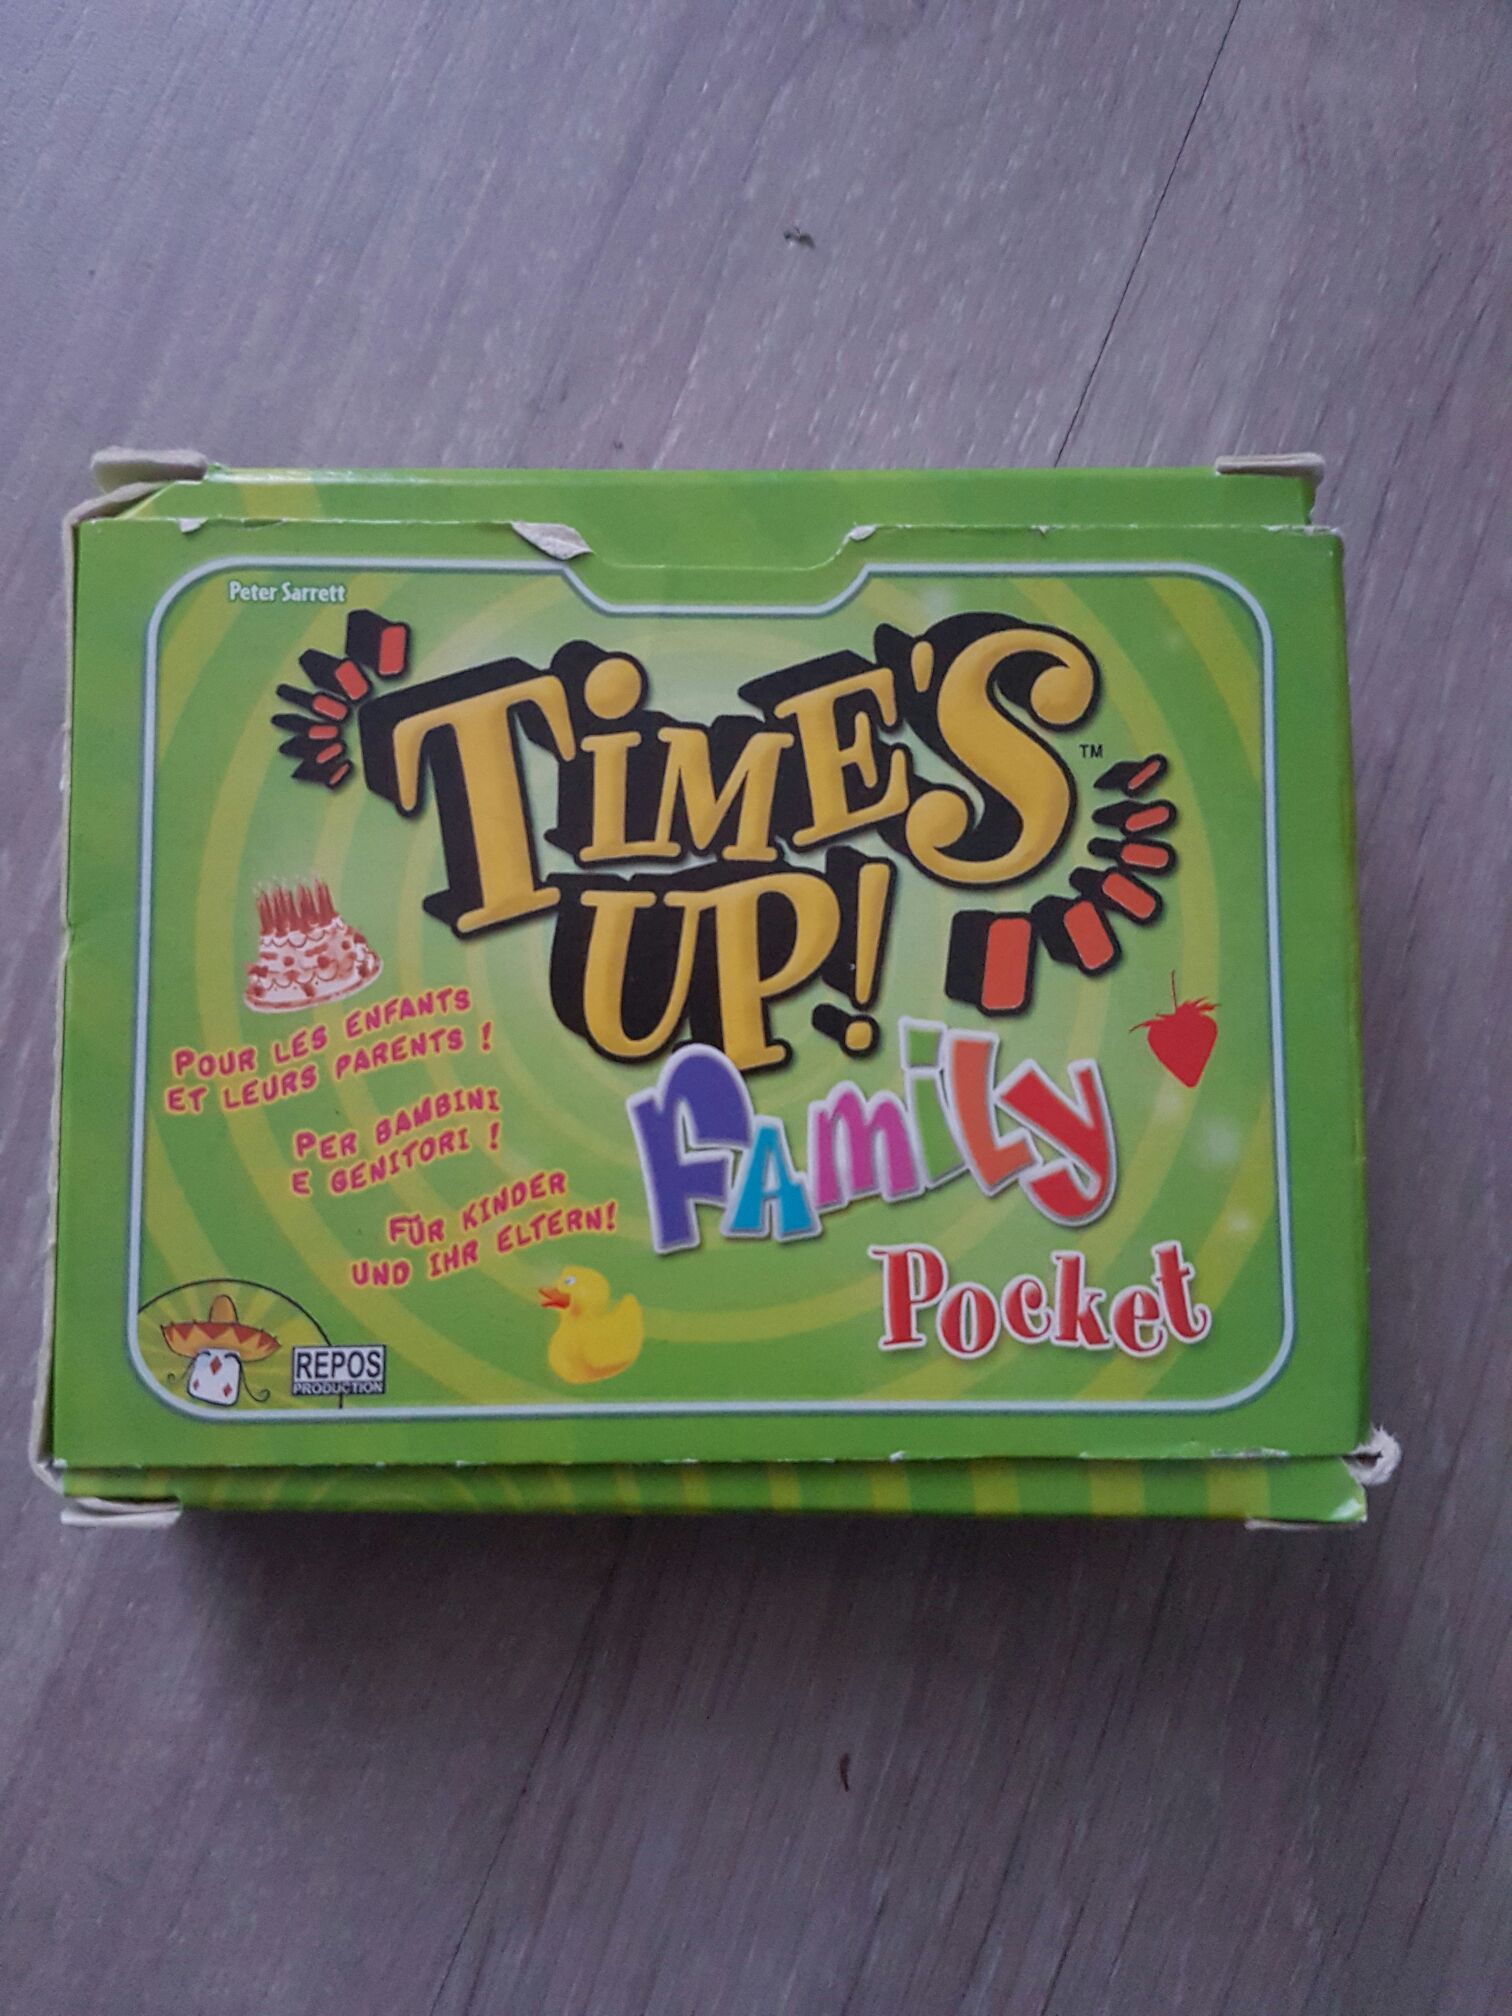 Peter Sarrett
TiME'S
UP!
™
FAmiLy
Pocket
POUR LES ENFANTS
ET LEURS PARENTS !
PER BAMBINI
E GENITORI !
FÜR KINDER
UND IHR ELTERN!
REPOS
PRODUCTION